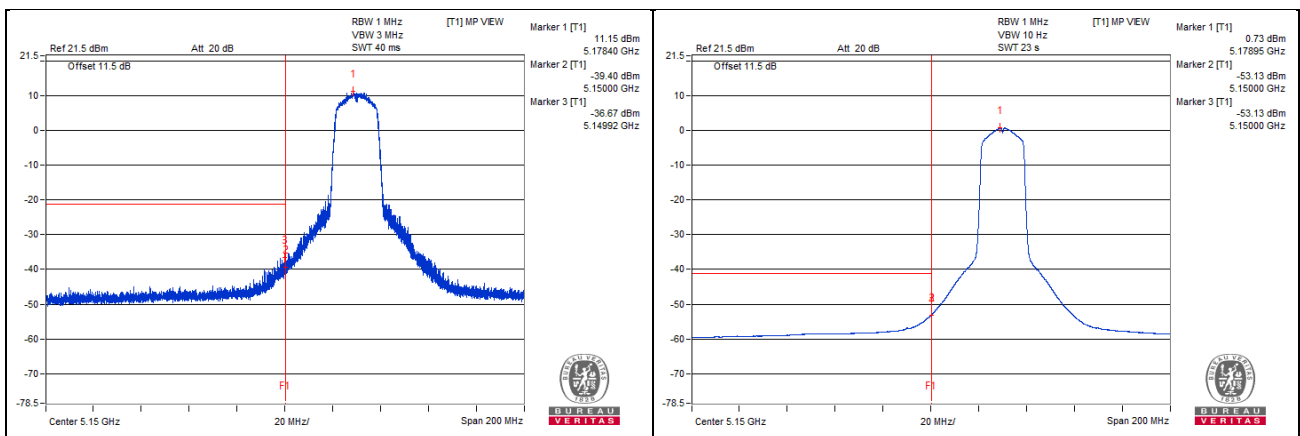 RBW 1 MHz
VBW 3 MHz
SWT 40 ms
[T1] MP VIEW
Ref 21.5 dBm
Att 20 dB
Offset 11.5 dB
Marker 1 [T1]
11.15 dBm
5.17840 GHz
Marker 2 [T1]
-39.40 dBm
5.15000 GHz
Marker 3 [T1]
-36.67 dBm
5.14992 GHz
21.5
10
0
-10
-20
-30
-40
-50
-60
-70
-78.5
1
3
2
F1
Center 5.15 GHz
20 MHz/
Span 200 MHz
BUREAU VERITAS
1828
BUREAU
VERITAS
RBW 1 MHz
VBW 10 Hz
SWT 23 s
[T1] MP VIEW
Ref 21.5 dBm
Att 20 dB
Offset 11.5 dB
Marker 1 [T1]
0.73 dBm
5.17895 GHz
Marker 2 [T1]
-53.13 dBm
5.15000 GHz
Marker 3 [T1]
-53.13 dBm
5.15000 GHz
21.5
10
0
-10
-20
-30
-40
-50
-60
-70
-78.5
1
F1
Center 5.15 GHz
20 MHz/
Span 200 MHz
BUREAU VERITAS
1828
BUREAU
VERITAS